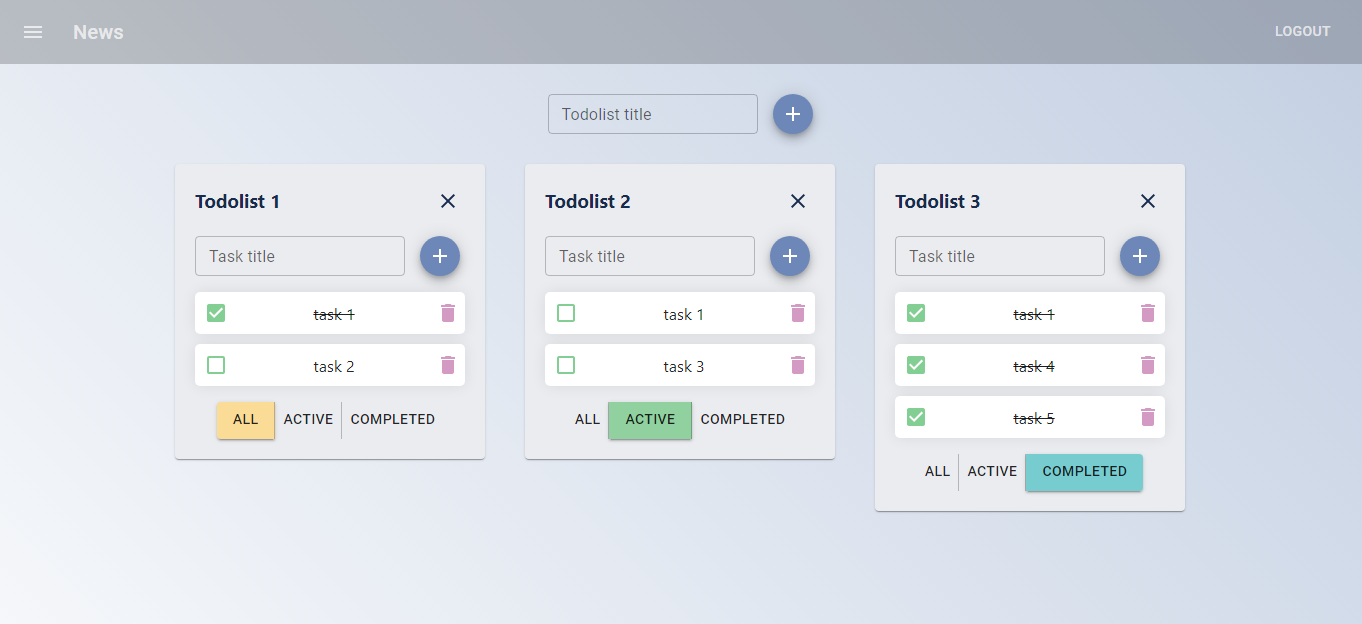 News
LOGOUT
Todolist title
Todolist 1
Task title
task 1
task 2
ALL ACTIVE COMPLETED
Todolist 2
Task title
task 1
task 3
ALL ACTIVE COMPLETED
Todolist 3
Task title
task 1
task 4
task 5
ALL ACTIVE COMPLETED